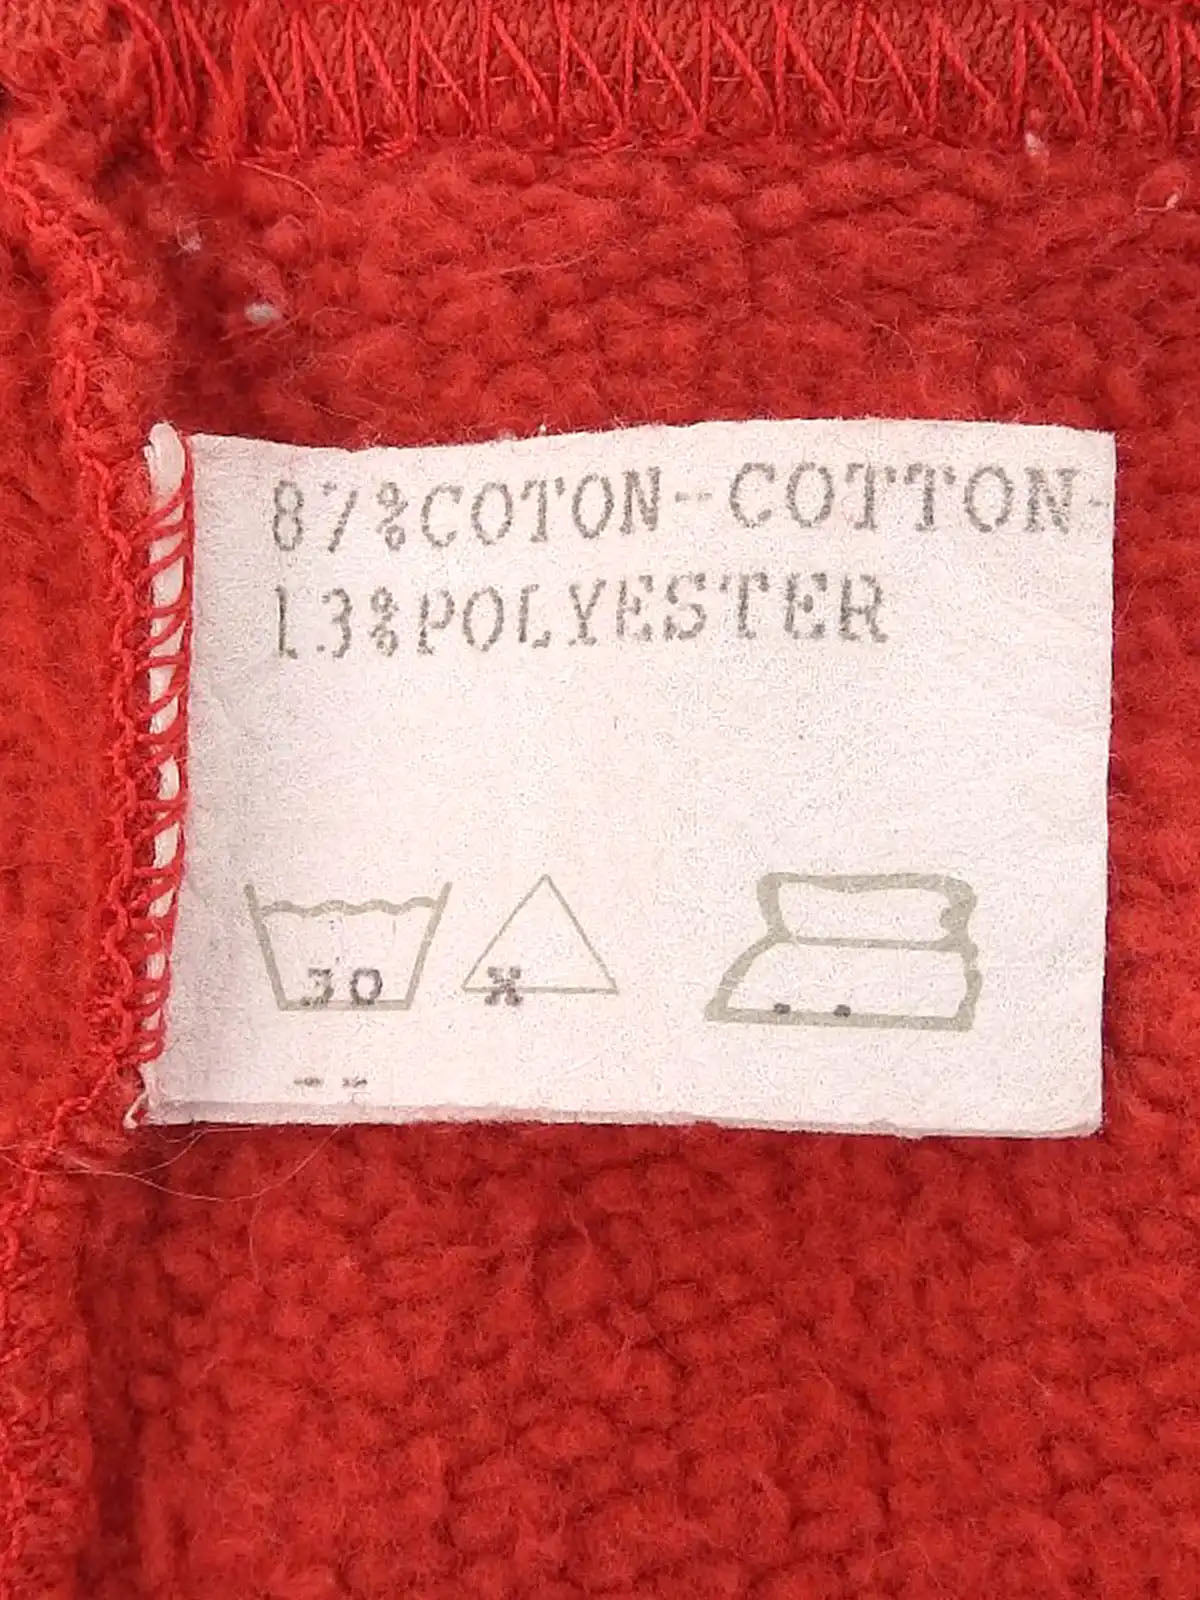 87%COTON--COTTON-
13%POLYESTER
30 X